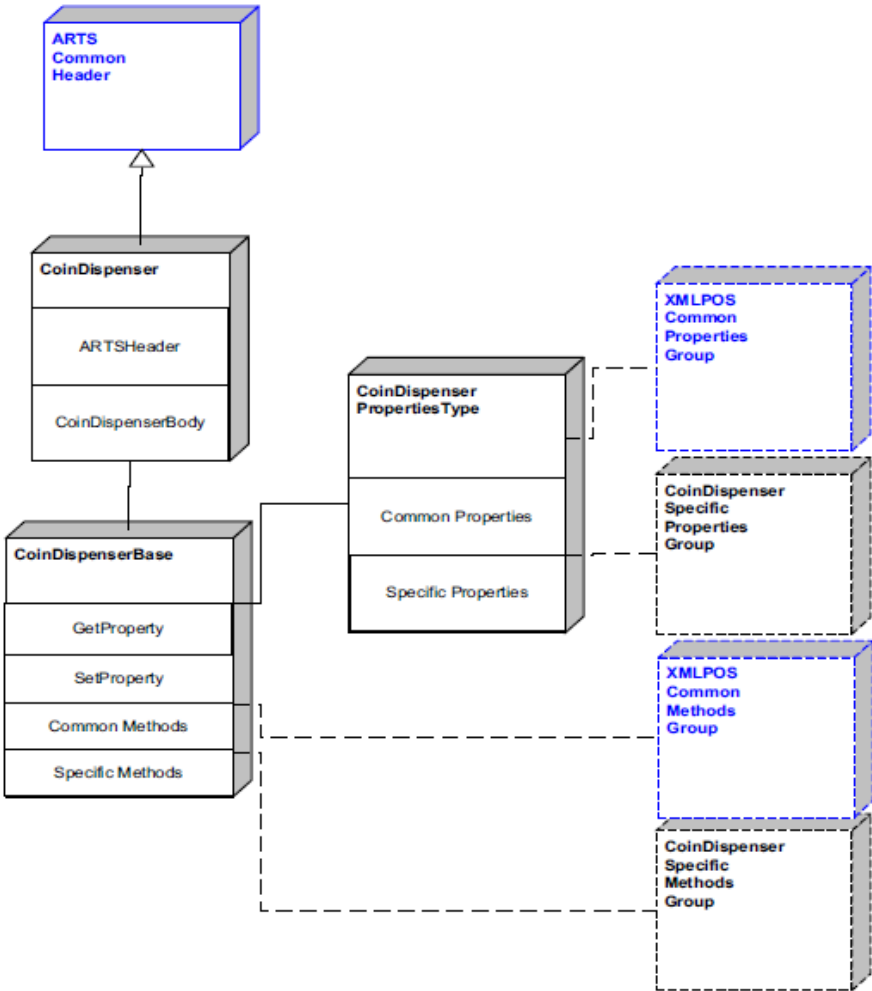 ARTS
Common
Header
CoinDispenser
ARTSHeader
CoinDispenserBody
CoinDispenserBase
GetProperty
SetProperty
Common Methods
Specific Methods
CoinDispenser
PropertiesType
Common Properties
Specific Properties
XMLPOS
Common
Properties
Group
CoinDispenser
Specific
Properties
Group
XMLPOS
Common
Methods
Group
CoinDispenser
Specific
Methods
Group